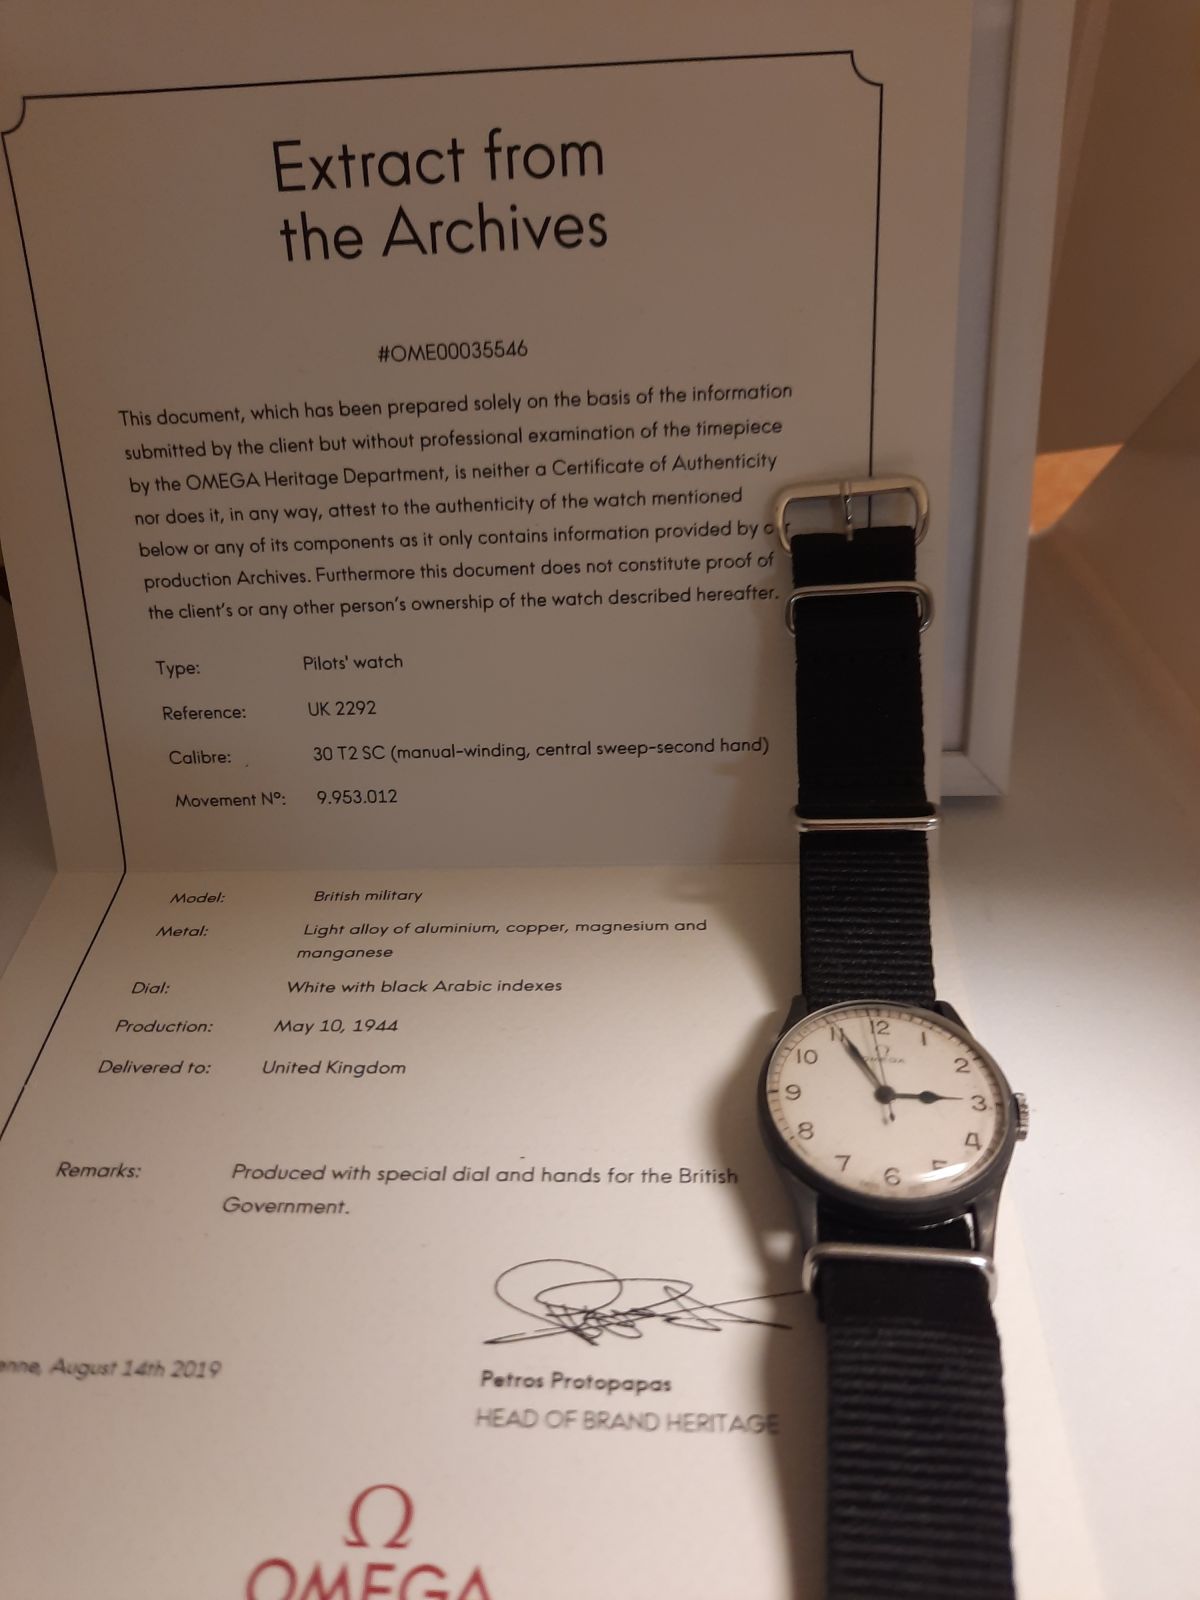 Extract from
the Archives
#OME00035546
This document, which has been prepared solely on the basis of the information
submitted by the client but without professional examination of the timepiece
by the OMEGA Heritage Department, is neither a Certificate of Authenticity
nor does it, in any way, attest to the authenticity of the watch mentioned
below or any of its components as it only contains information provided by our
production Archives. Furthermore this document does not constitute proof of
the client's or any other person's ownership of the watch described hereafter.
Type: Pilots' watch
Reference: UK 2292
Calibre: 30 T2 SC (manual-winding, central sweep-second hand)
Movement Nº: 9.953.012
Model: British military
Metal: Light alloy of aluminium, copper, magnesium and
manganese
Dial: White with black Arabic indexes
Production: May 10, 1944
Delivered to: United Kingdom
Remarks: Produced with special dial and hands for the British
Government.
August 14th 2019
Petros Protopapas
HEAD OF BRAND HERITAGE
Ω
OMEGA
12
1
2
3
4
5
6
7
8
9
10
11
Ω
OMEGA